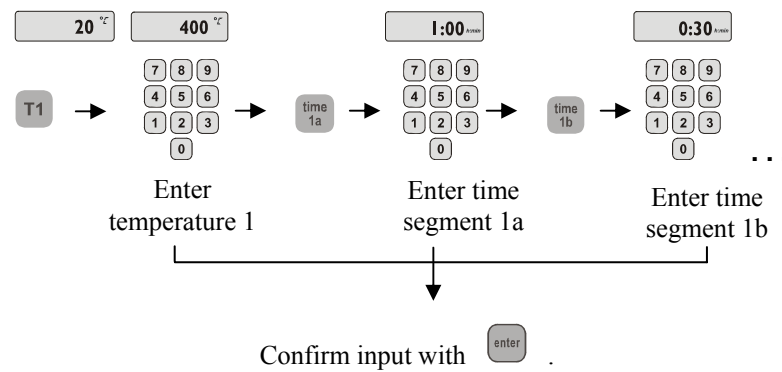 20 °C 400 °C 1:00 h:min 0:30 h:min
7 8 9 7 8 9 7 8 9
T1 4 5 6 time 1a 4 5 6 time 1b 4 5 6
1 2 3 1 2 3 1 2 3
0 0 0 . .
Enter
temperature 1
Enter time
segment 1a
Enter time
segment 1b
Confirm input with enter .